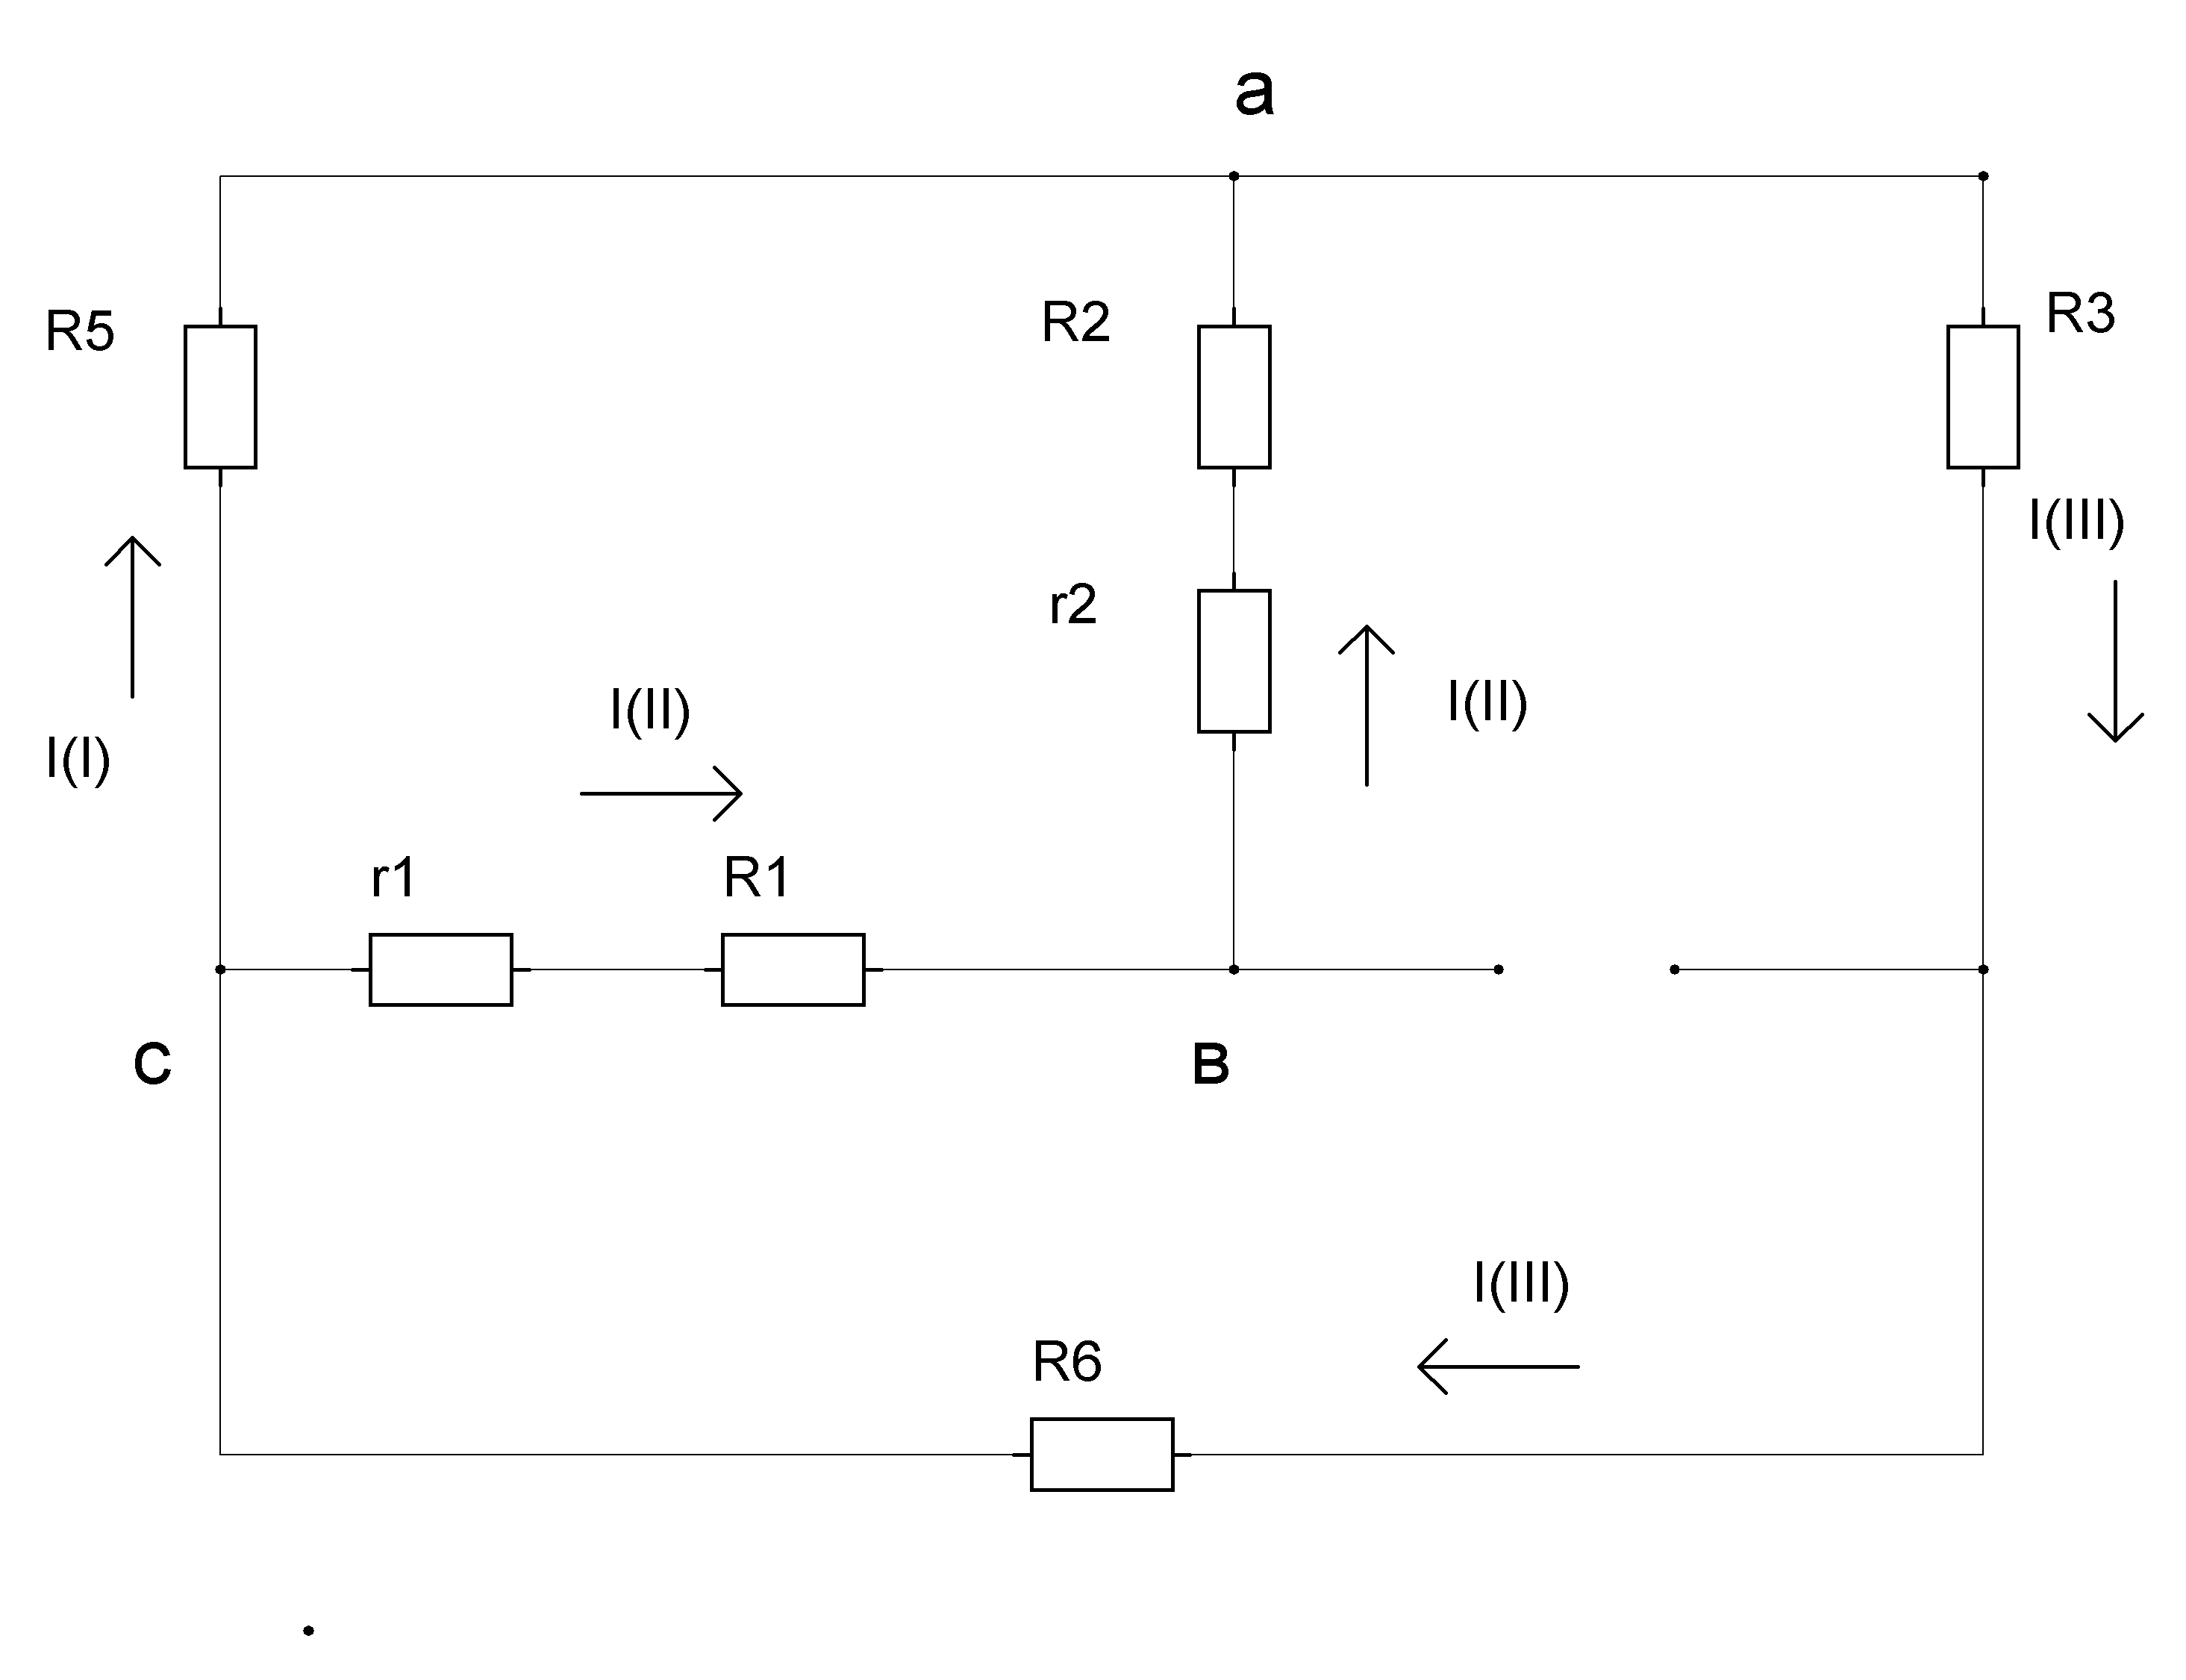 a
R5
R2
R3
I(III)
r2
I(II)
I(II)
I(I)
r1
R1
C
B
I(III)
R6